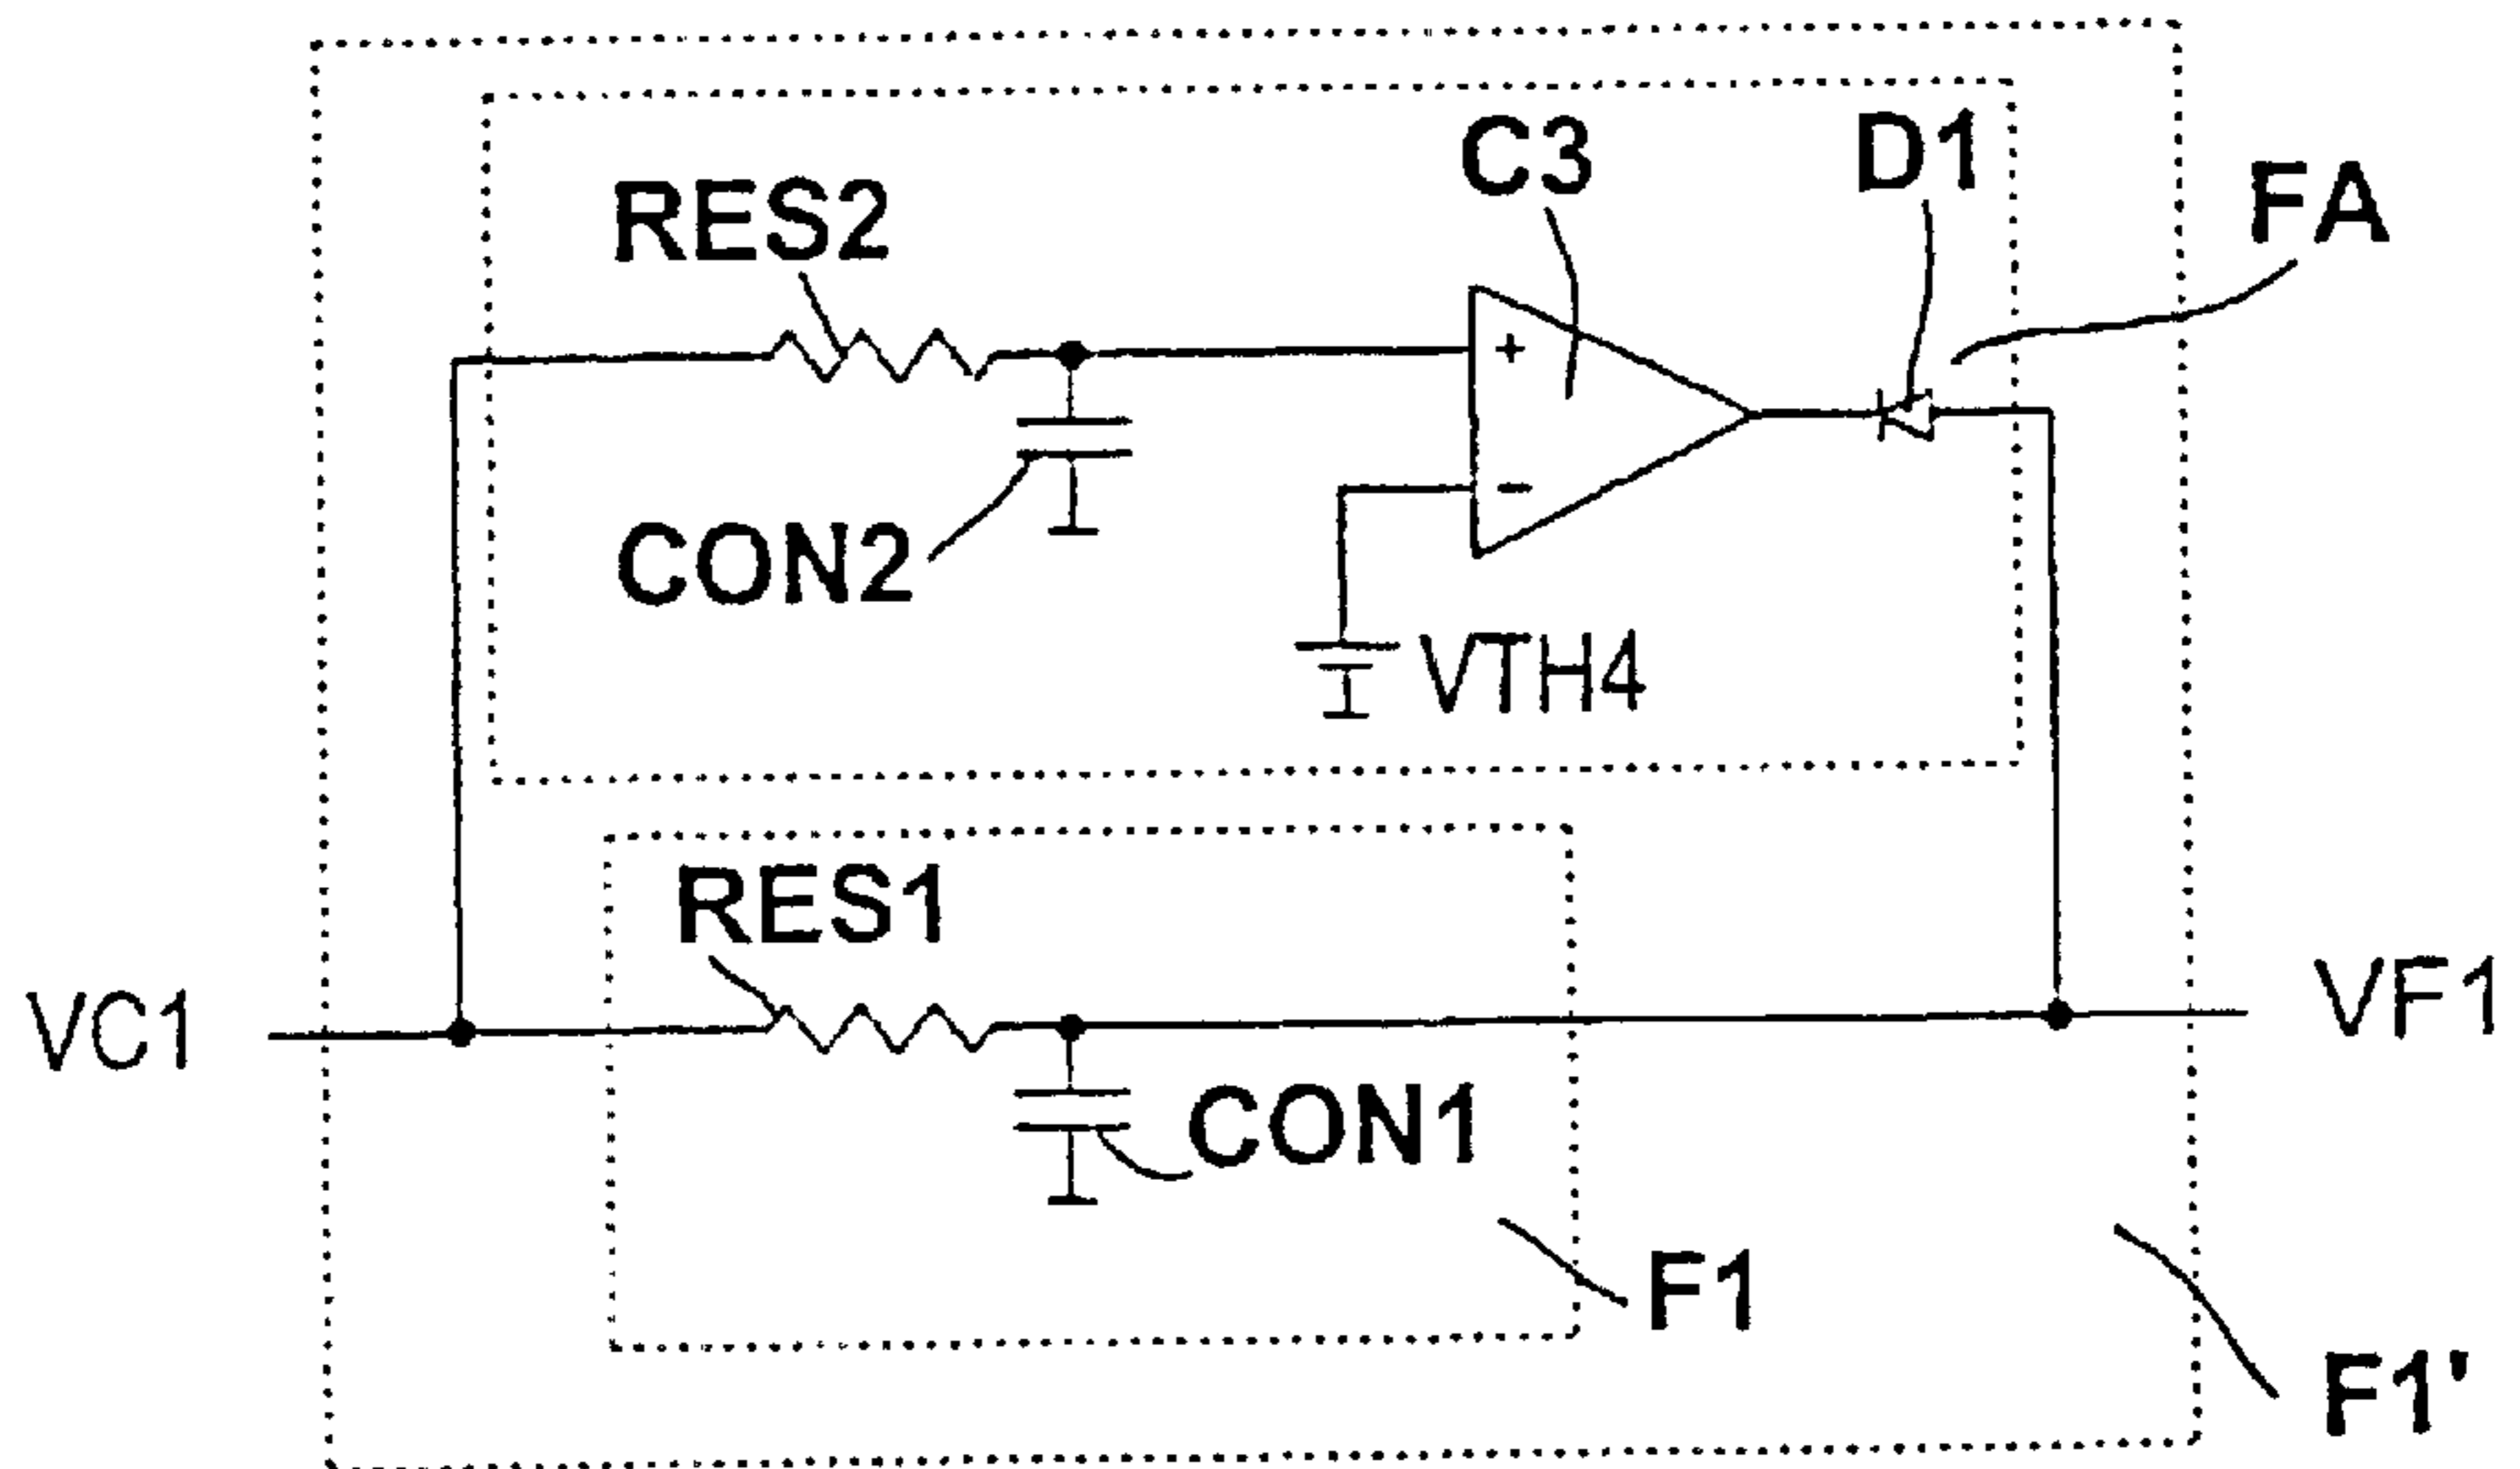 C3
D1
FA
RES2
+
-
CON2
VTH4
RES1
VC1
VF1
CON1
F1
F1'